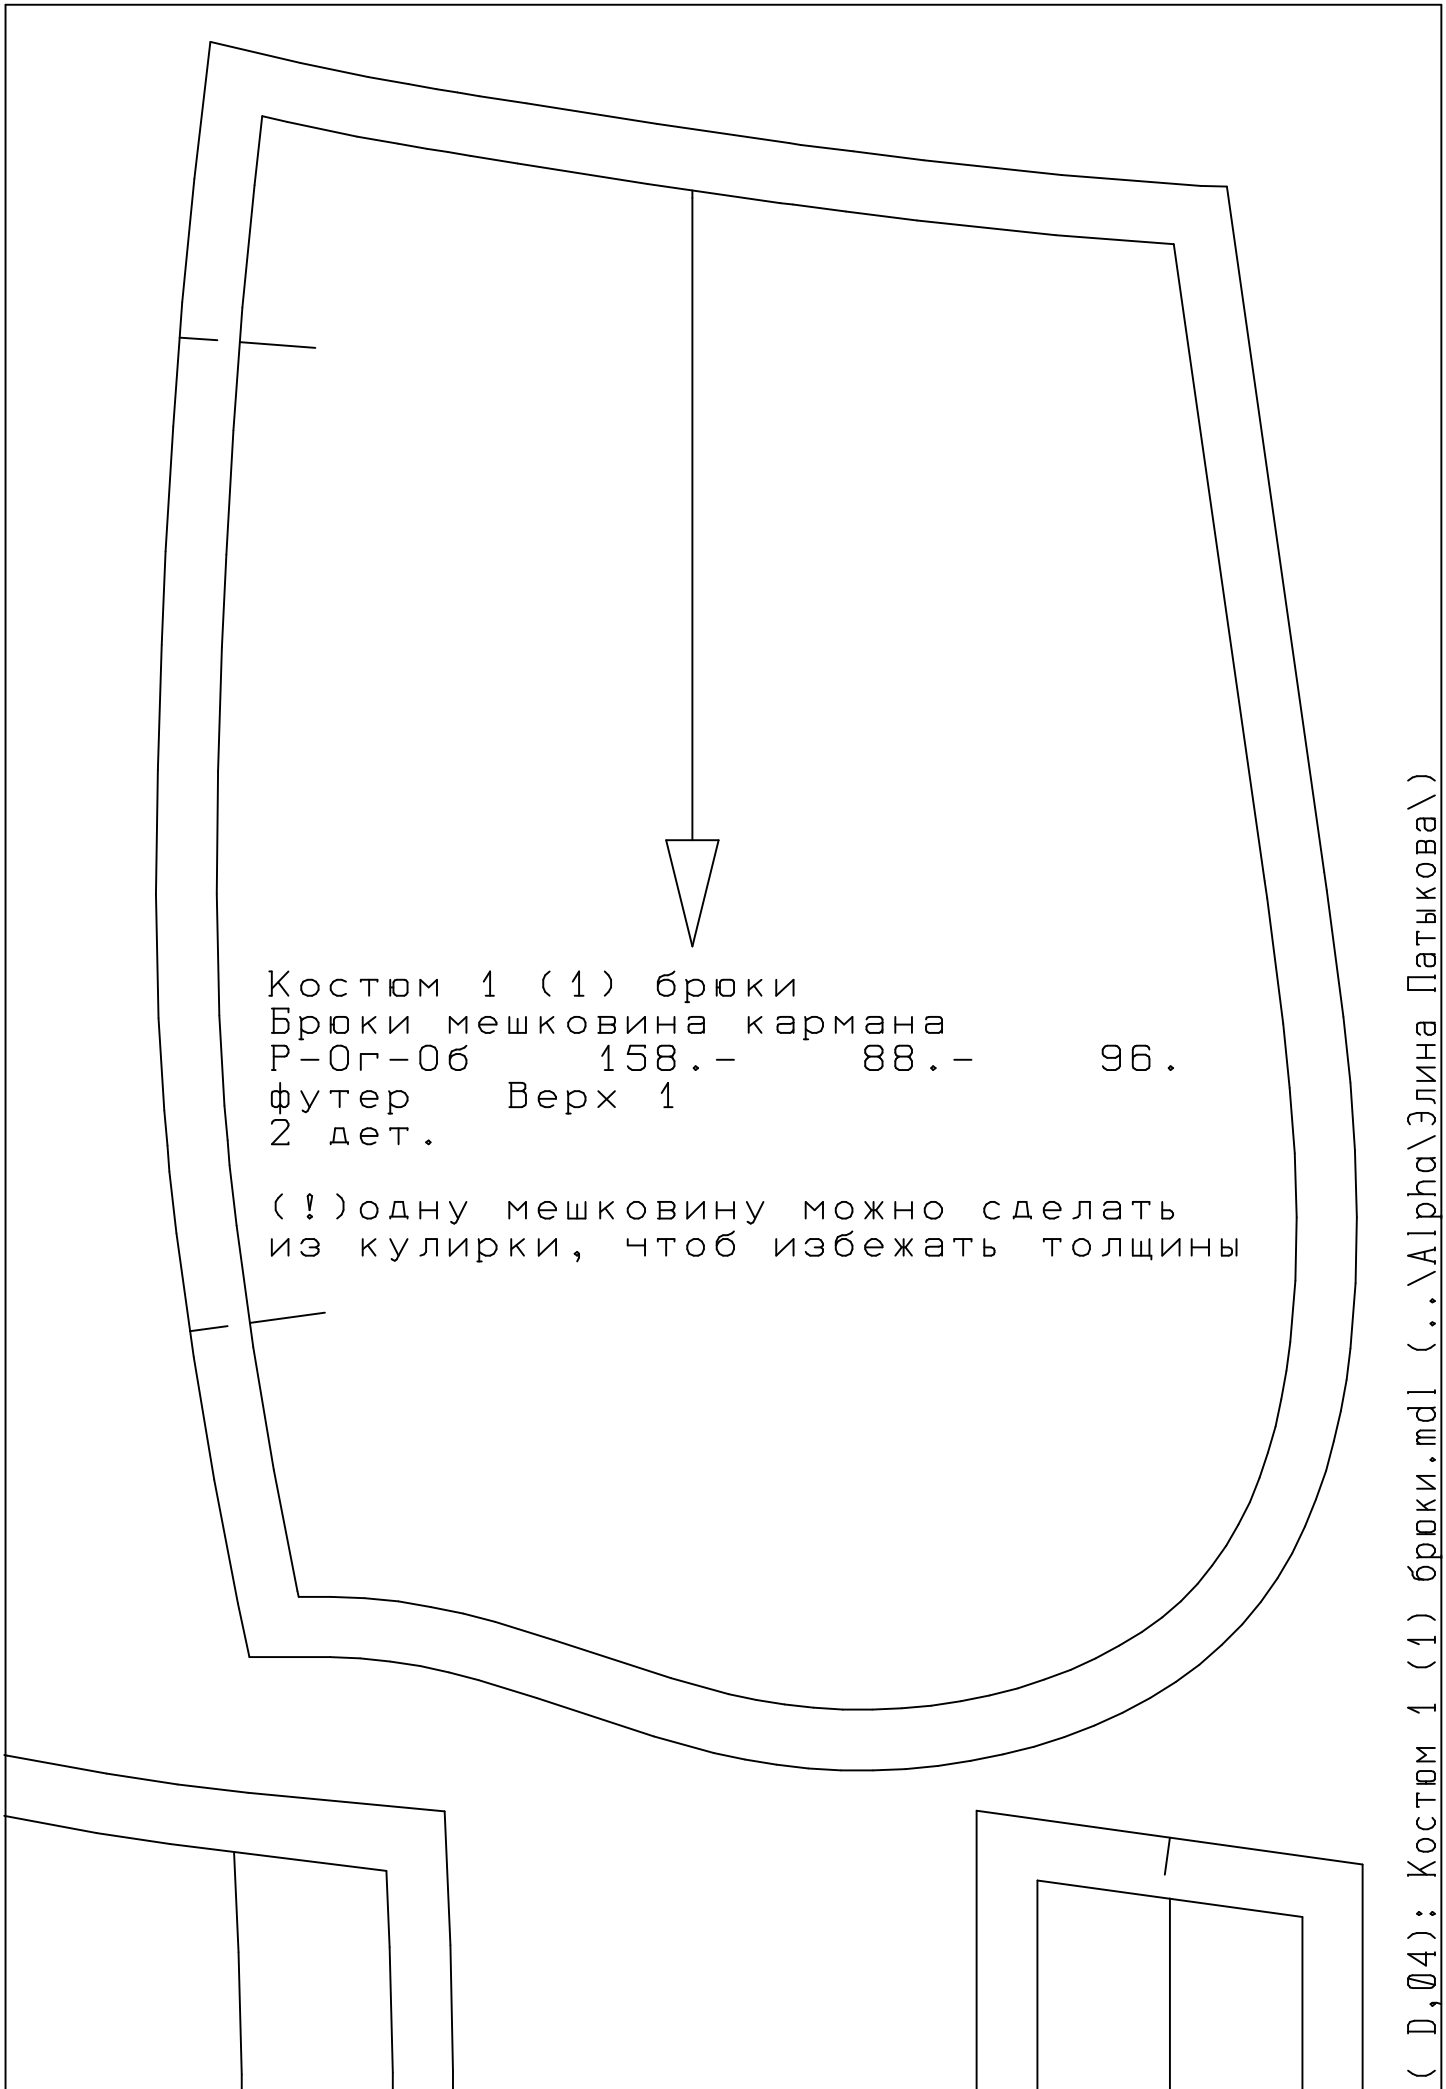 Костюм 1 (1) брюки
Брюки мешковина кармана
Р-Ог-Об 158.- 88.- 96.
футер Верх 1
2 дет.
(!)одну мешковину можно сделать
из кулирки, чтоб избежать толщины
( D,04): Костюм 1 (1) брюки.mdl (..\Alpha\Элина Патыкова\)